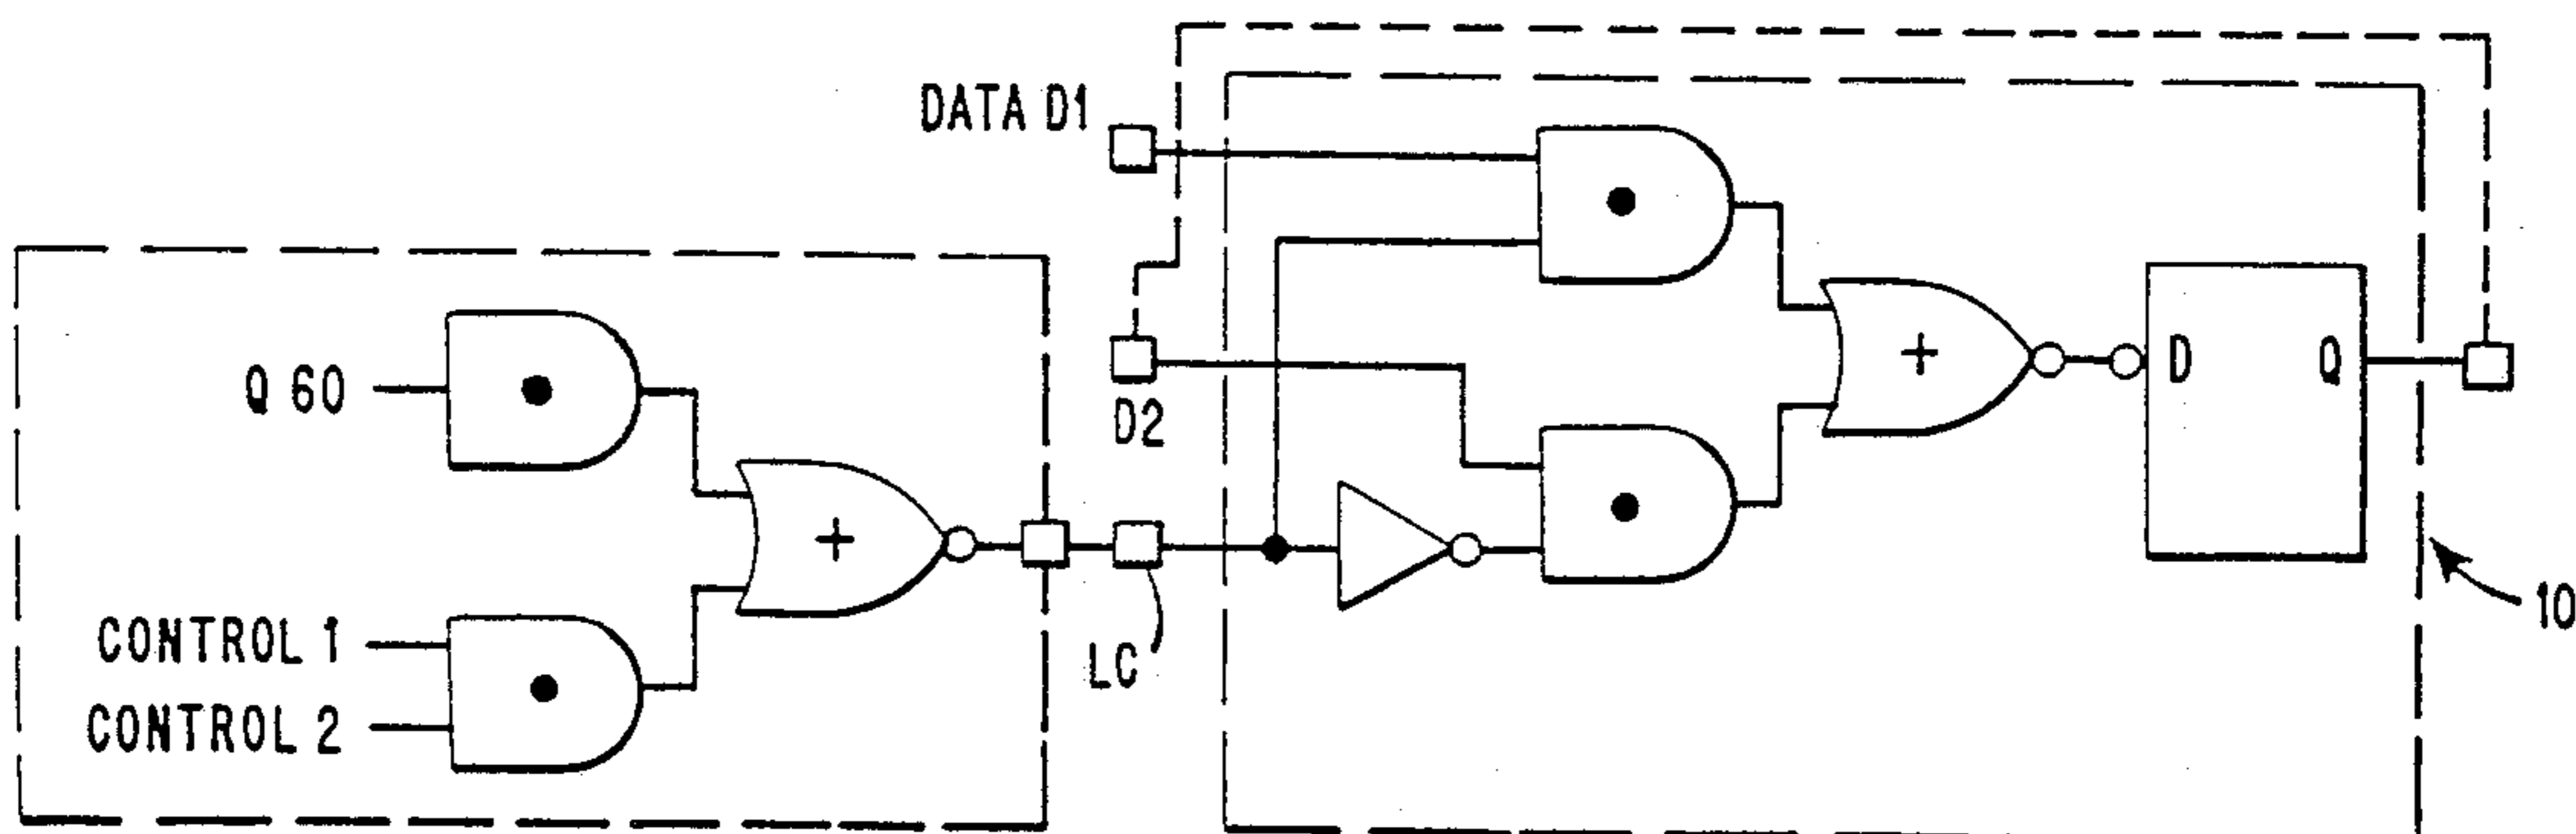 DATA D1
D2
Q 60
CONTROL 1
CONTROL 2
+
LC
+
D
Q
10